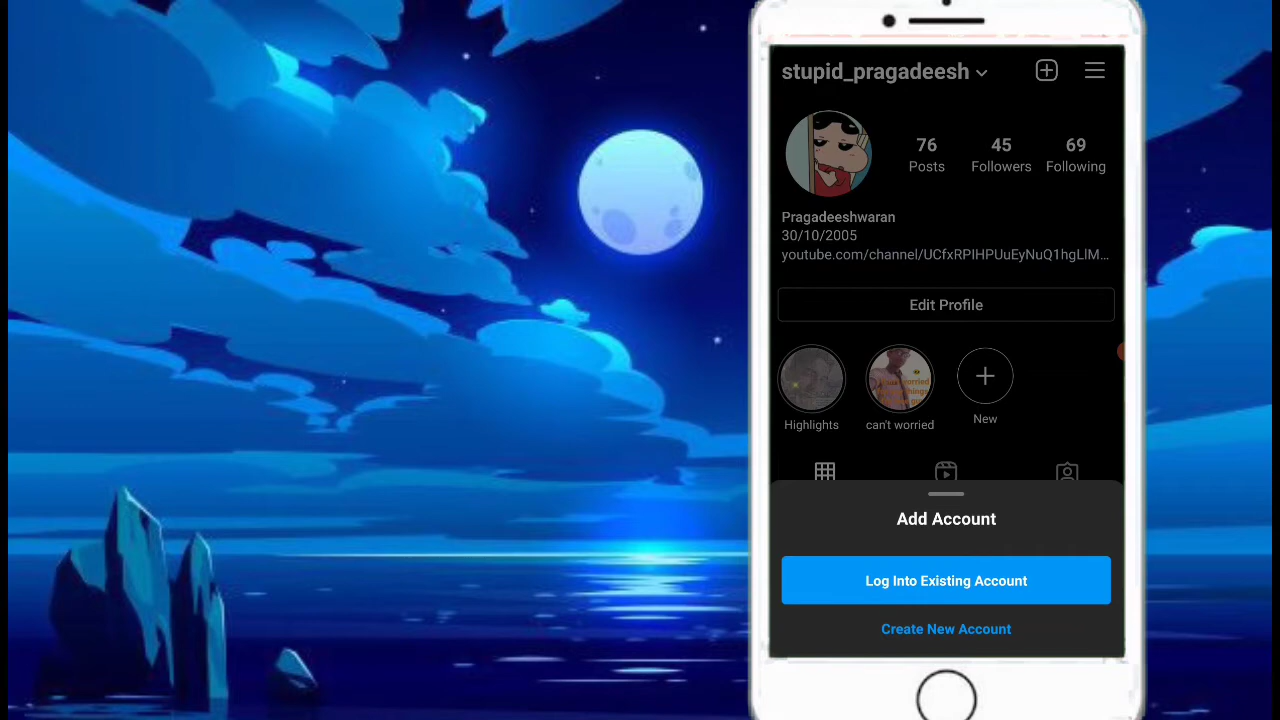 stupid_pragadeesh
76 45 69
Posts Followers Following
Pragadeeshwaran
30/10/2005
youtube.com/channel/UCfxRPIHPUuEyNuQ1hgLlM...
Edit Profile
Highlights can't worried New
Add Account
Log Into Existing Account
Create New Account